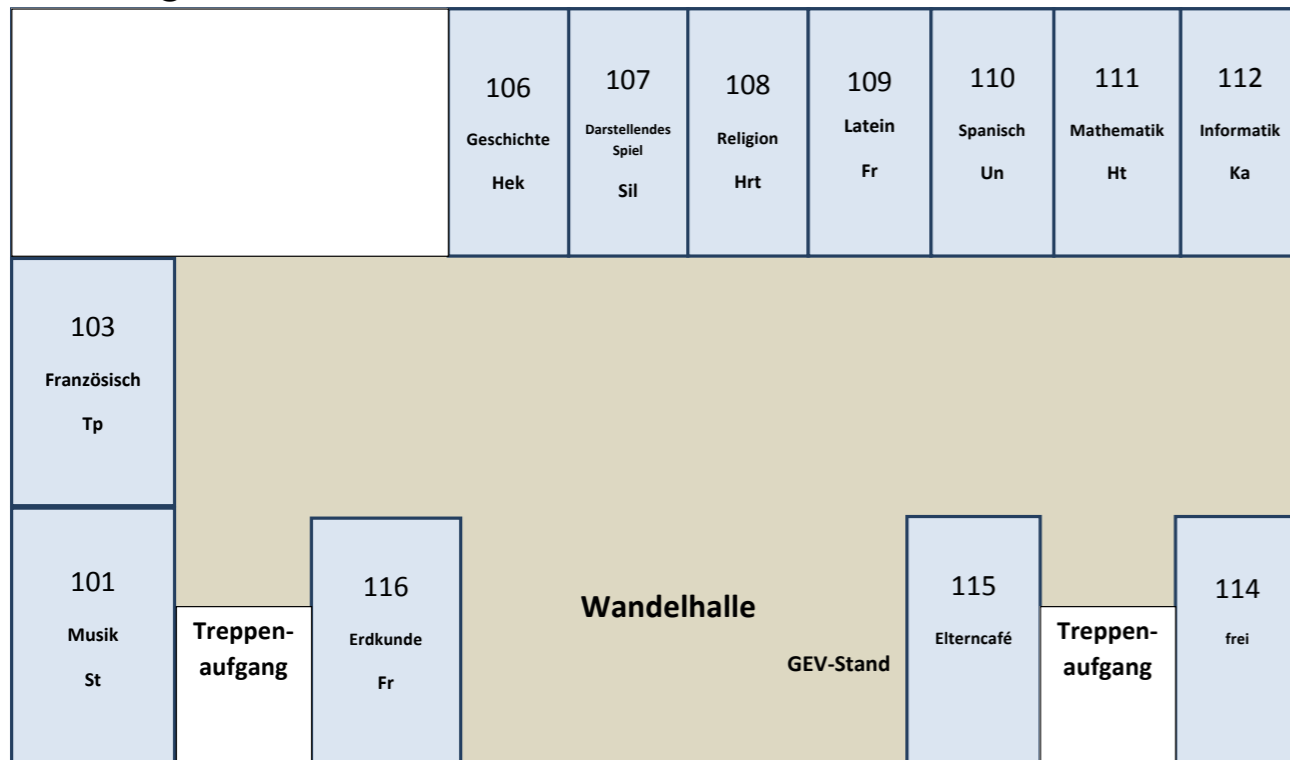 106
Geschichte
Hek
107
Darstellendes
Spiel
Sil
108
Religion
Hrt
109
Latein
Fr
110
Spanisch
Un
111
Mathematik
Ht
112
Informatik
Ka
103
Französisch
Tp
101
Musik
St
Treppen-
aufgang
116
Erdkunde
Fr
Wandelhalle
GEV-Stand
115
Elterncafé
Treppen-
aufgang
114
frei